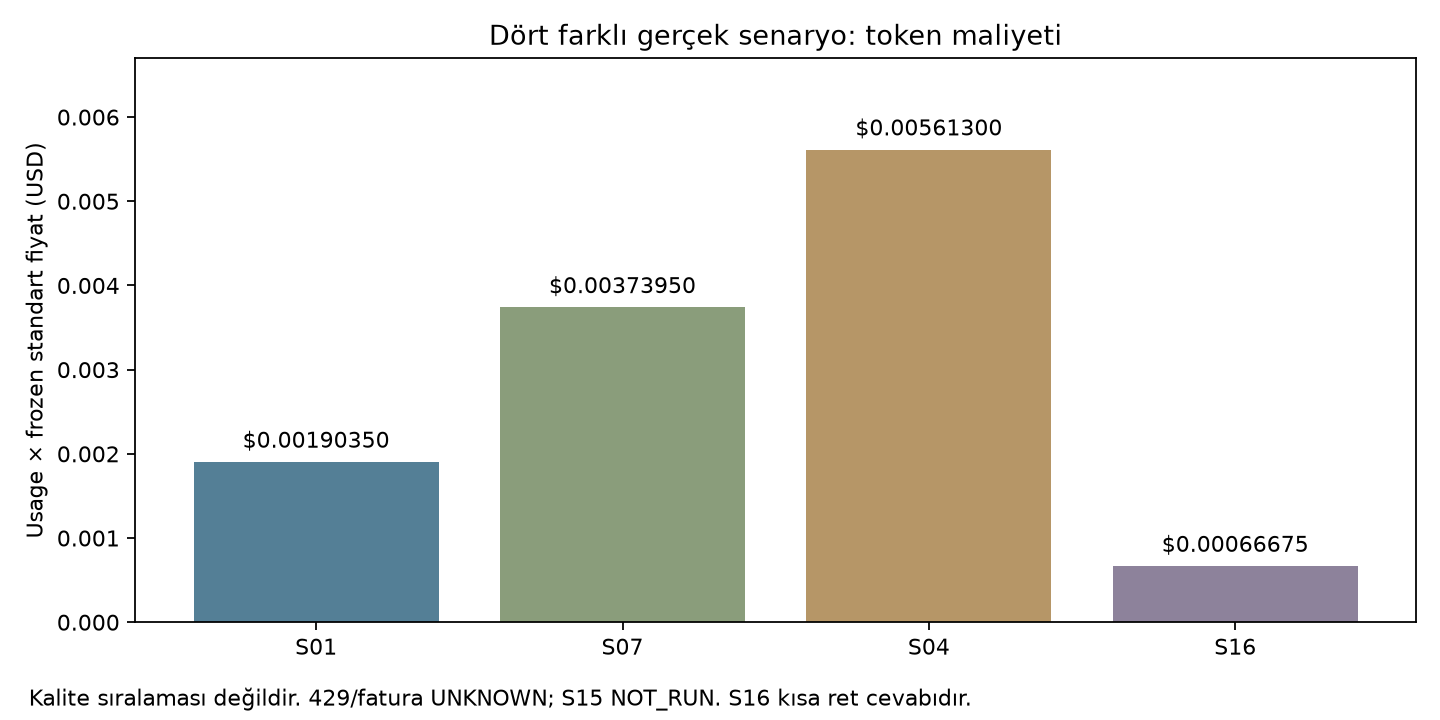 Dört farklı gerçek senaryo: token maliyeti
Usage × frozen standart fiyat (USD)
0.006
0.005
0.004
0.003
0.002
0.001
0.000
$0.00190350
$0.00373950
$0.00561300
$0.00066675
S01
S07
S04
S16
Kalite sıralaması değildir. 429/fatura UNKNOWN; S15 NOT_RUN. S16 kısa ret cevabıdır.